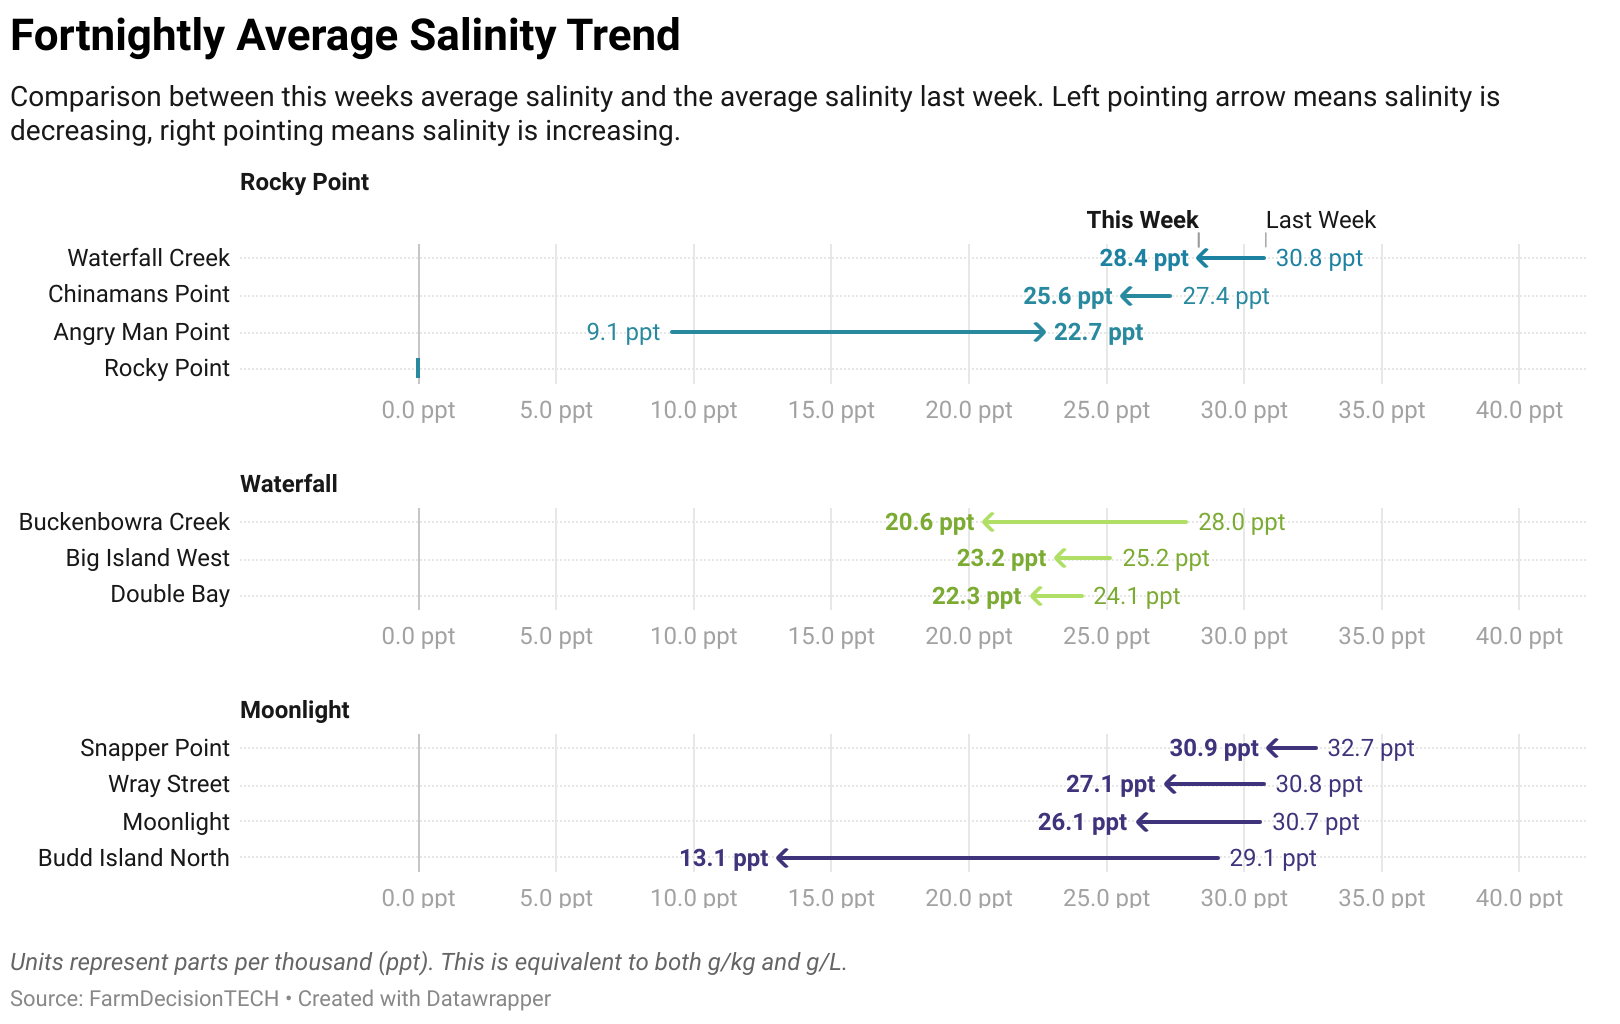 Fortnightly Average Salinity Trend
Comparison between this weeks average salinity and the average salinity last week. Left pointing arrow means salinity is
decreasing, right pointing means salinity is increasing.
Rocky Point
This Week Last Week
Waterfall Creek 28.4 ppt 30.8 ppt
Chinamans Point 25.6 ppt 27.4 ppt
Angry Man Point 9.1 ppt 22.7 ppt
Rocky Point
0.0 ppt 5.0 ppt 10.0 ppt 15.0 ppt 20.0 ppt 25.0 ppt 30.0 ppt 35.0 ppt 40.0 ppt
Waterfall
Buckenbowra Creek 20.6 ppt 28.0 ppt
Big Island West 23.2 ppt 25.2 ppt
Double Bay 22.3 ppt 24.1 ppt
0.0 ppt 5.0 ppt 10.0 ppt 15.0 ppt 20.0 ppt 25.0 ppt 30.0 ppt 35.0 ppt 40.0 ppt
Moonlight
Snapper Point 30.9 ppt 32.7 ppt
Wray Street 27.1 ppt 30.8 ppt
Moonlight 26.1 ppt 30.7 ppt
Budd Island North 13.1 ppt 29.1 ppt
0.0 ppt 5.0 ppt 10.0 ppt 15.0 ppt 20.0 ppt 25.0 ppt 30.0 ppt 35.0 ppt 40.0 ppt
Units represent parts per thousand (ppt). This is equivalent to both g/kg and g/L.
Source: FarmDecisionTECH • Created with Datawrapper